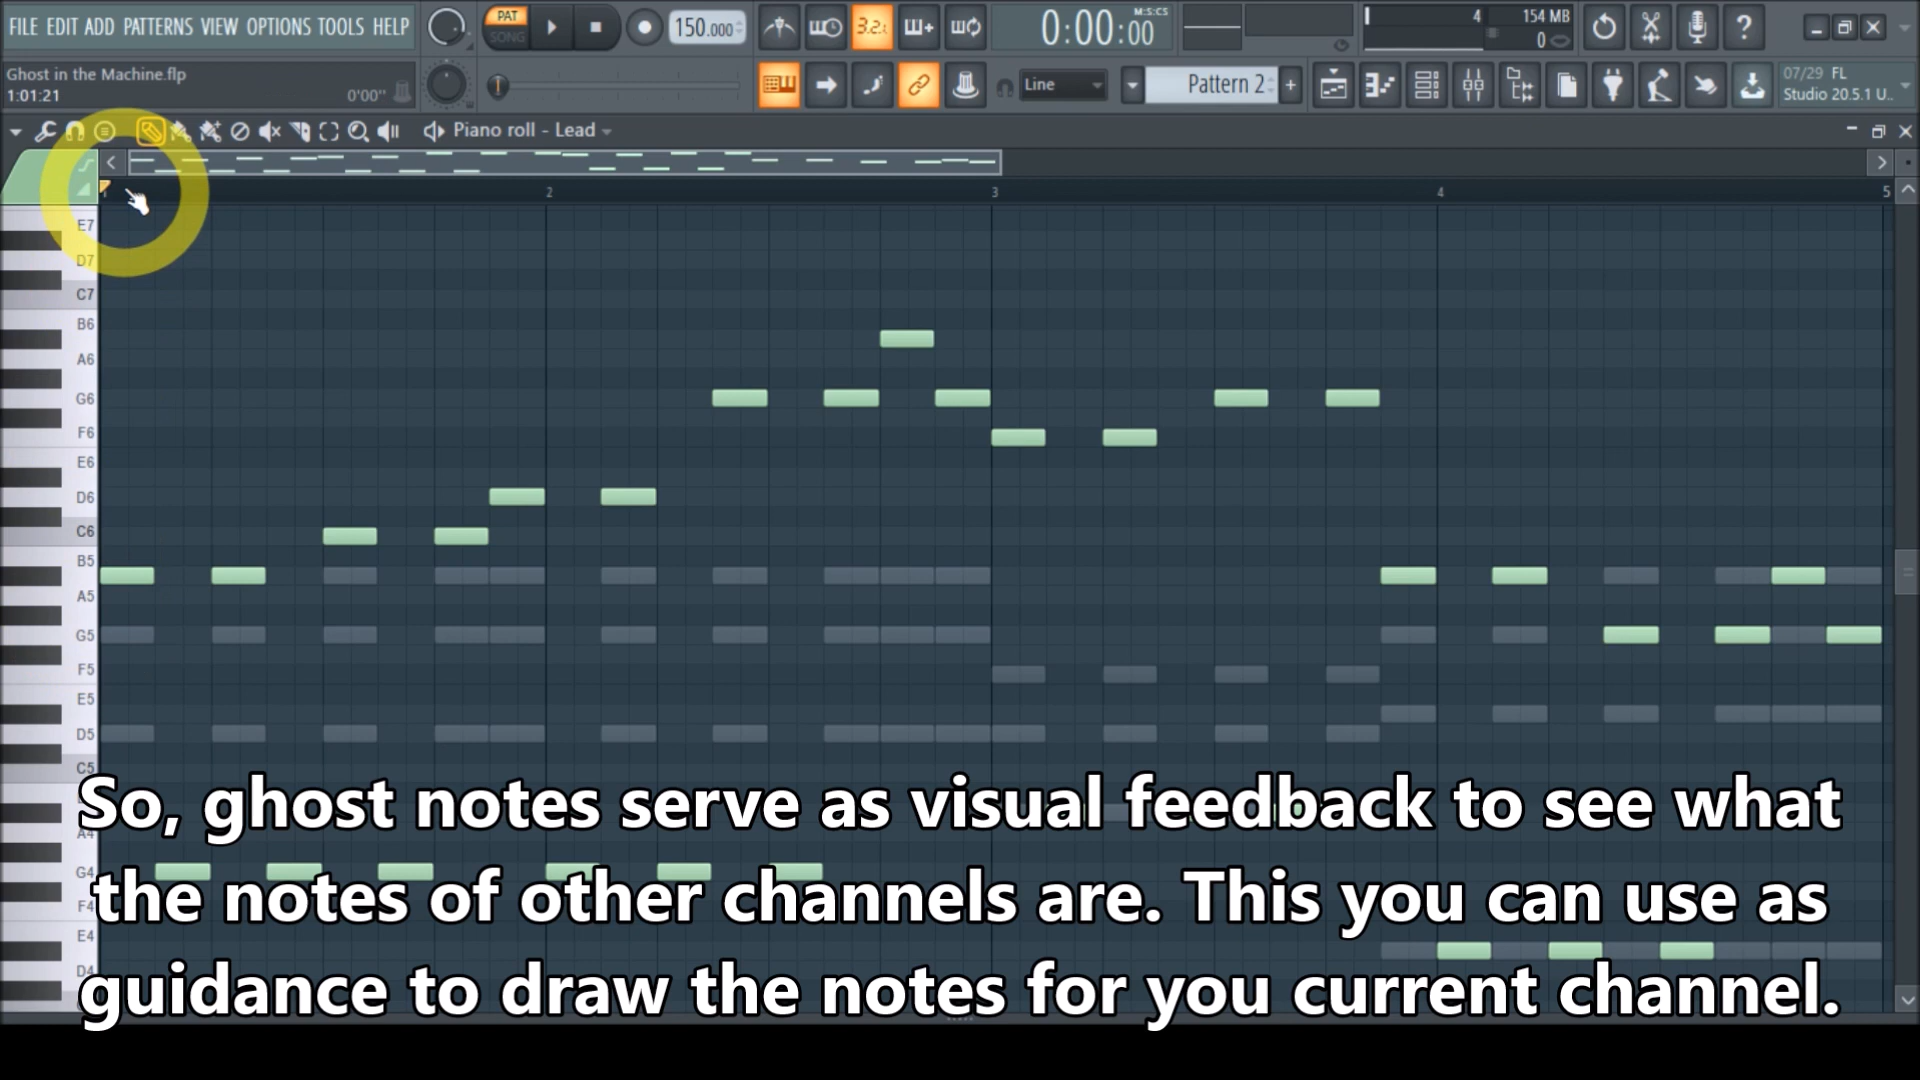 FILE EDIT ADD PATTERNS VIEW OPTIONS TOOLS HELP
PAT
SONG
150.000
3.2.
M:S:CS
0:00:00
4
154 MB
0
?
Ghost in the Machine.flp
1:01:21
0'00"
Line
Pattern 2
07/29 FL
Studio 20.5.1 U..
Piano roll - Lead
1
2
3
4
5
E7
D7
C7
B6
A6
G6
F6
E6
D6
C6
B5
A5
G5
F5
E5
D5
C5
A4
G4
F4
E4
D4
So, ghost notes serve as visual feedback to see what
the notes of other channels are. This you can use as
guidance to draw the notes for you current channel.